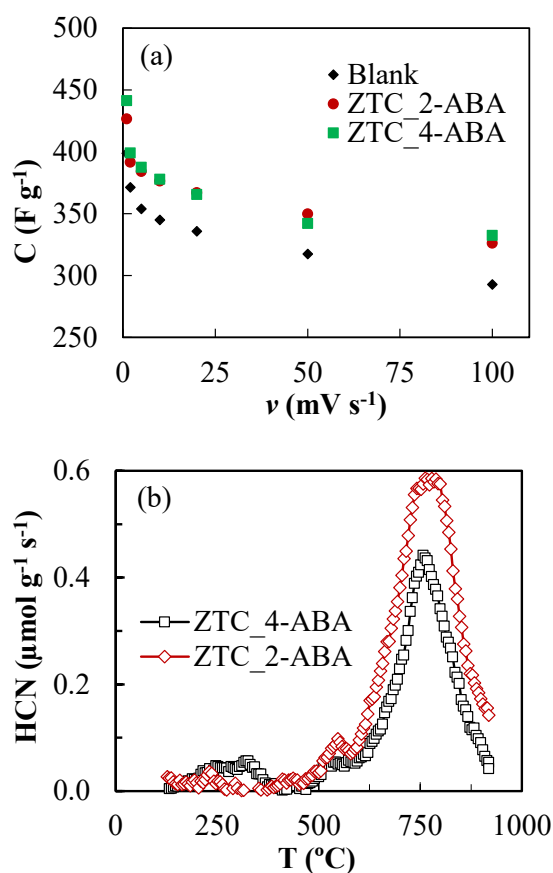 500
450
400
350
300
250
C (F g⁻¹)
(a)
Blank
ZTC_2-ABA
ZTC_4-ABA
0 25 50 75 100
v (mV s⁻¹)
0.6
0.4
0.2
0.0
HCN (µmol g⁻¹ s⁻¹)
(b)
ZTC_4-ABA
ZTC_2-ABA
0 250 500 750 1000
T (ºC)